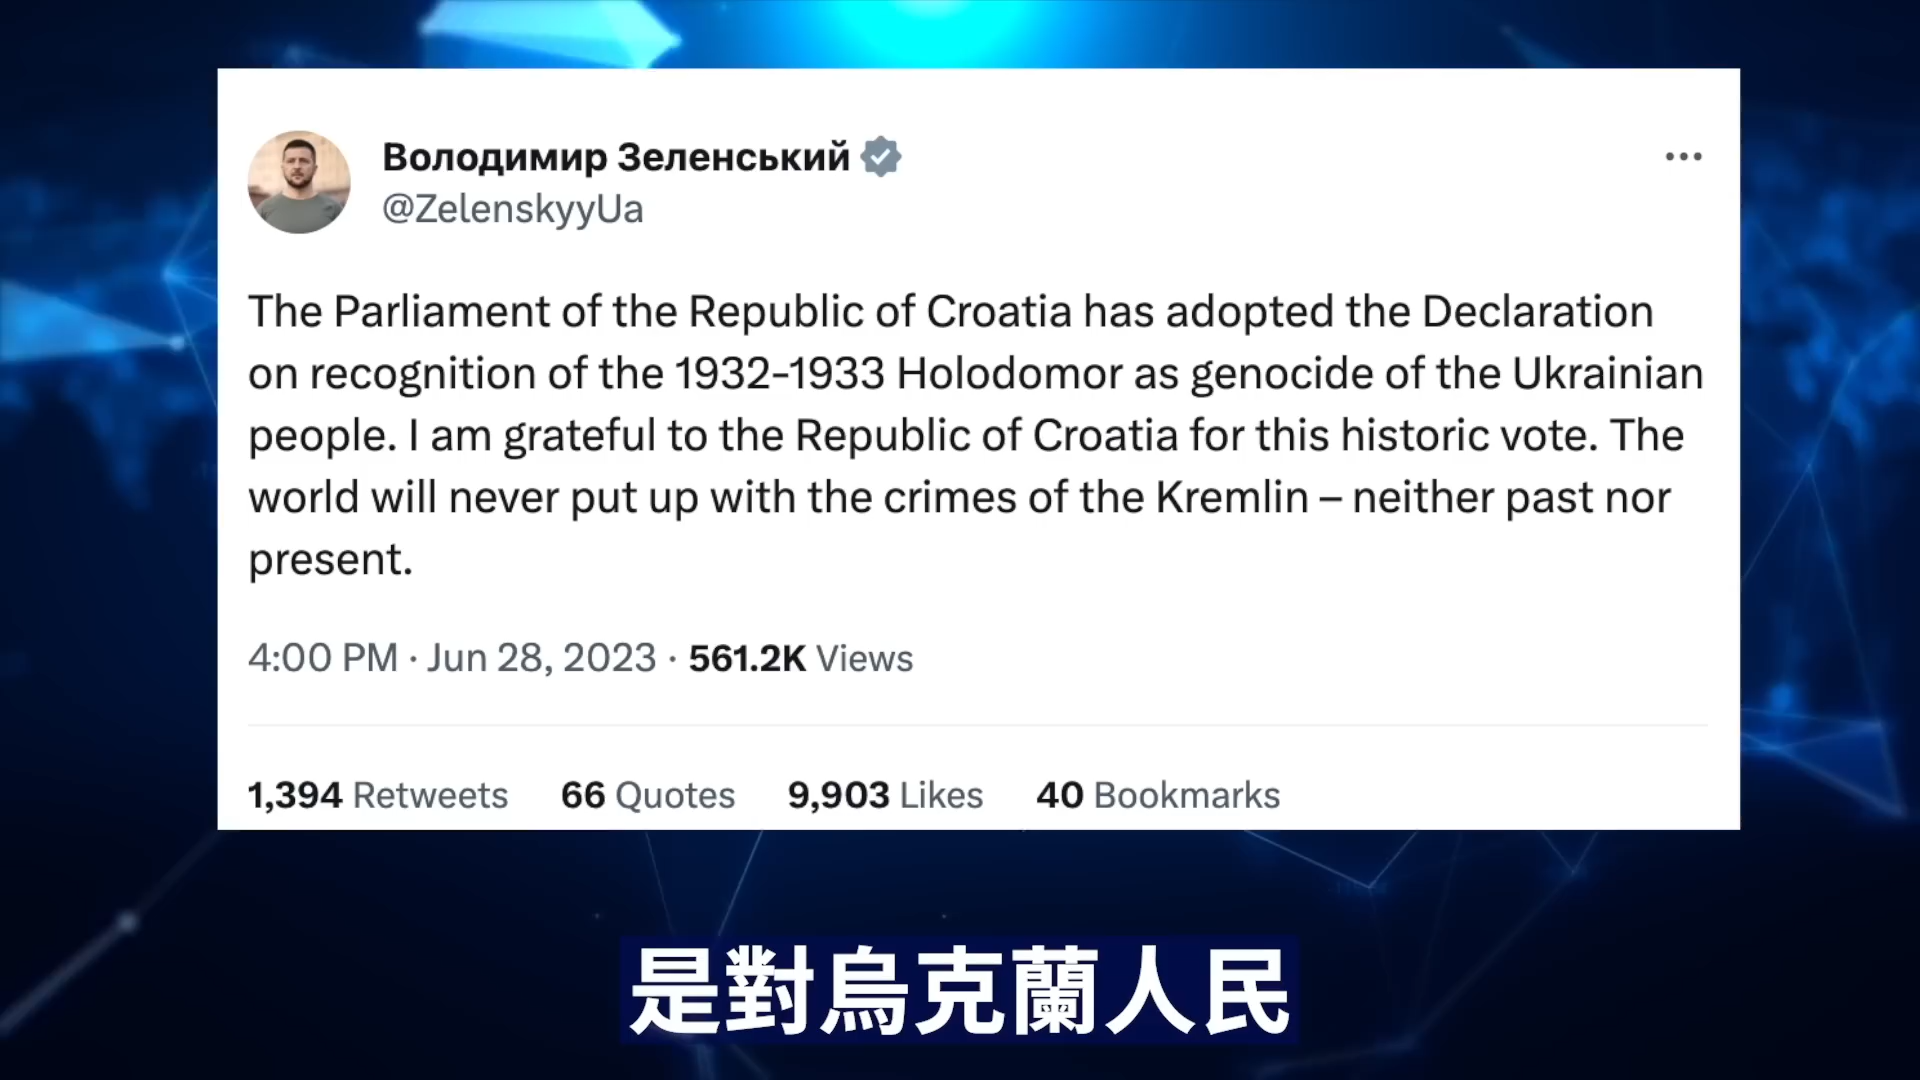 Володимир Зеленський
@ZelenskyyUa
The Parliament of the Republic of Croatia has adopted the Declaration
on recognition of the 1932-1933 Holodomor as genocide of the Ukrainian
people. I am grateful to the Republic of Croatia for this historic vote. The
world will never put up with the crimes of the Kremlin – neither past nor
present.
4:00 PM · Jun 28, 2023 · 561.2K Views
1,394 Retweets 66 Quotes 9,903 Likes 40 Bookmarks
是對烏克蘭人民